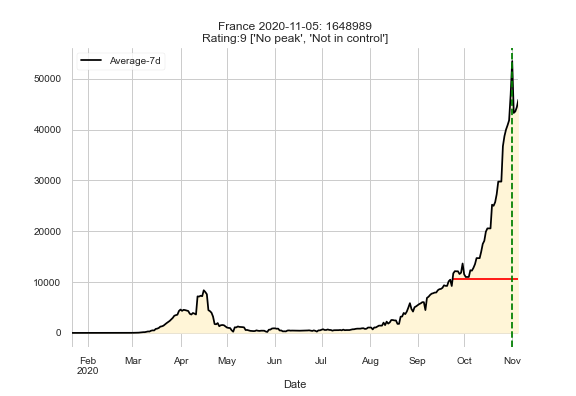 France 2020-11-05: 1648989
Rating:9 ['No peak', 'Not in control']
Average-7d
50000
40000
30000
20000
10000
0
Feb Mar Apr May Jun Jul Aug Sep Oct Nov
2020
Date